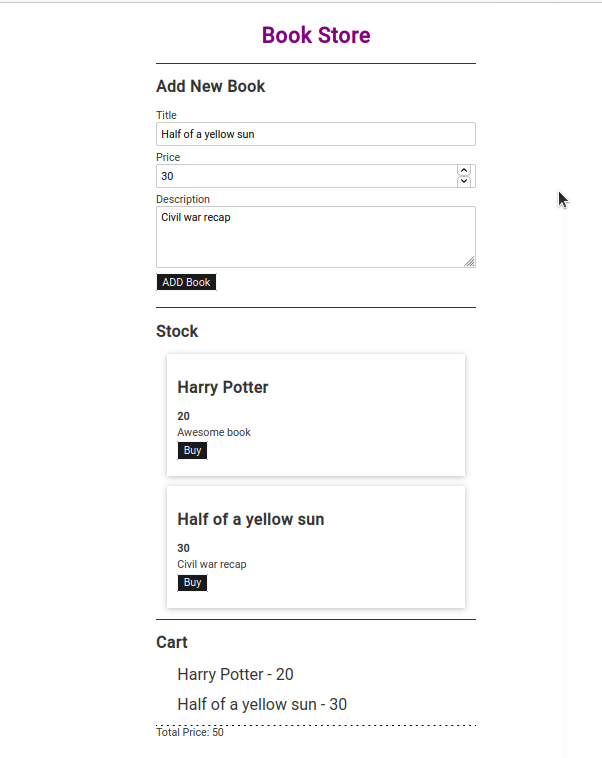 Book Store
Add New Book
Title
Half of a yellow sun
Price
30
Description
Civil war recap
ADD Book
Stock
Harry Potter
20
Awesome book
Buy
Half of a yellow sun
30
Civil war recap
Buy
Cart
Harry Potter - 20
Half of a yellow sun - 30
Total Price: 50